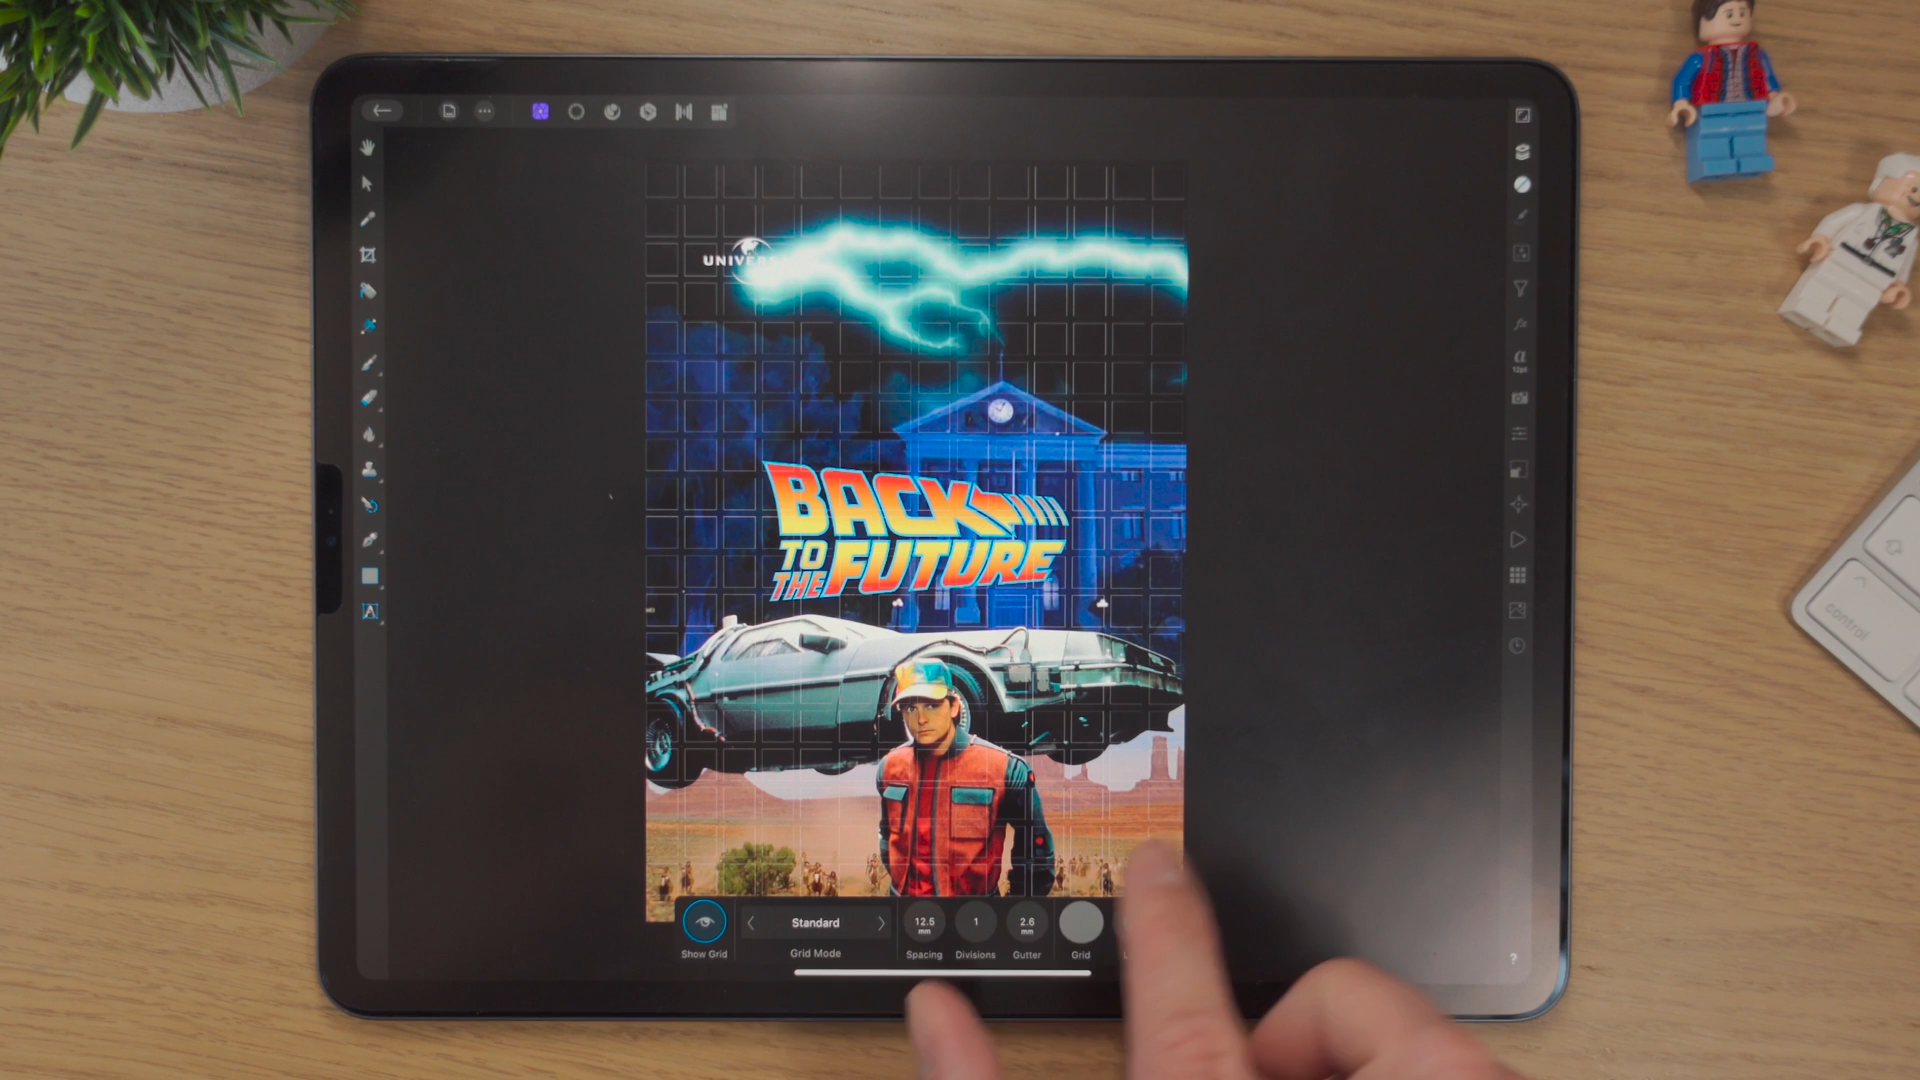 12pt
BACK
TO
THE FUTURE
12.5
mm
1
2.6
mm
Standard
Show Grid
Grid Mode
Spacing
Divisions
Gutter
Grid
?
control